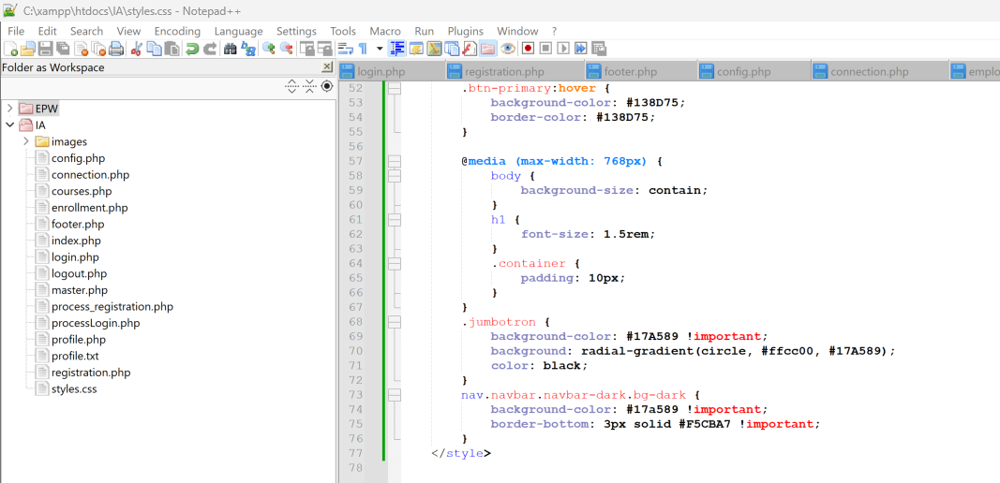 C:\xampp\htdocs\IA\styles.css - Notepad++
File Edit Search View Encoding Language Settings Tools Macro Run Plugins Window ?
Folder as Workspace
EPW
IA
images
config.php
connection.php
courses.php
enrollment.php
footer.php
index.php
login.php
logout.php
master.php
process_registration.php
processLogin.php
profile.php
profile.txt
registration.php
styles.css
login.php registration.php footer.php config.php connection.php emplo
52 .btn-primary:hover {
53 background-color: #138D75;
54 border-color: #138D75;
55 }
56
57 @media (max-width: 768px) {
58 body {
59 background-size: contain;
60 }
61 h1 {
62 font-size: 1.5rem;
63 }
64 .container {
65 padding: 10px;
66 }
67 }
68 .jumbotron {
69 background-color: #17A589 !important;
70 background: radial-gradient(circle, #ffcc00, #17A589);
71 color: black;
72 }
73 nav.navbar.navbar-dark.bg-dark {
74 background-color: #17a589 !important;
75 border-bottom: 3px solid #F5CBA7 !important;
76 }
77 </style>
78